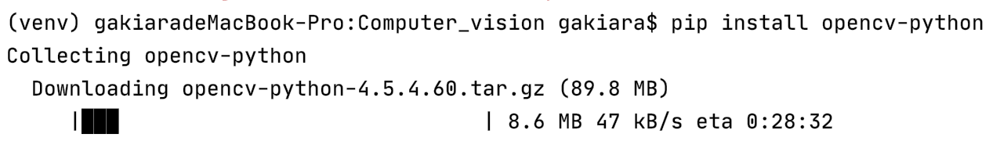 (venv) gakiaradeMacBook-Pro:Computer_vision gakiara$ pip install opencv-python
Collecting opencv-python
  Downloading opencv-python-4.5.4.60.tar.gz (89.8 MB)
     |███                             | 8.6 MB 47 kB/s eta 0:28:32